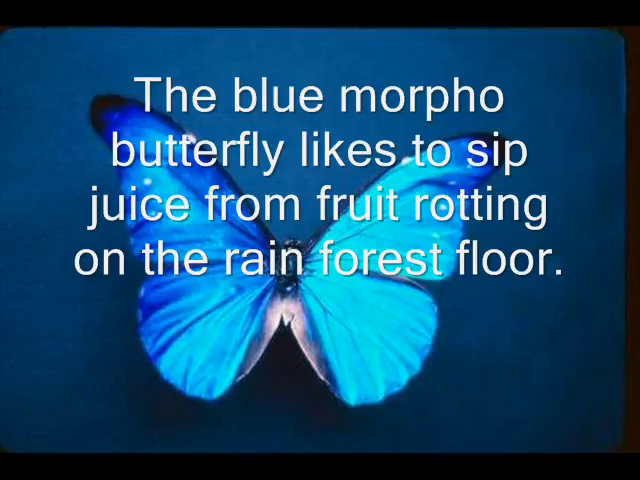 The blue morpho
butterfly likes to sip
juice from fruit rotting
on the rain forest floor.